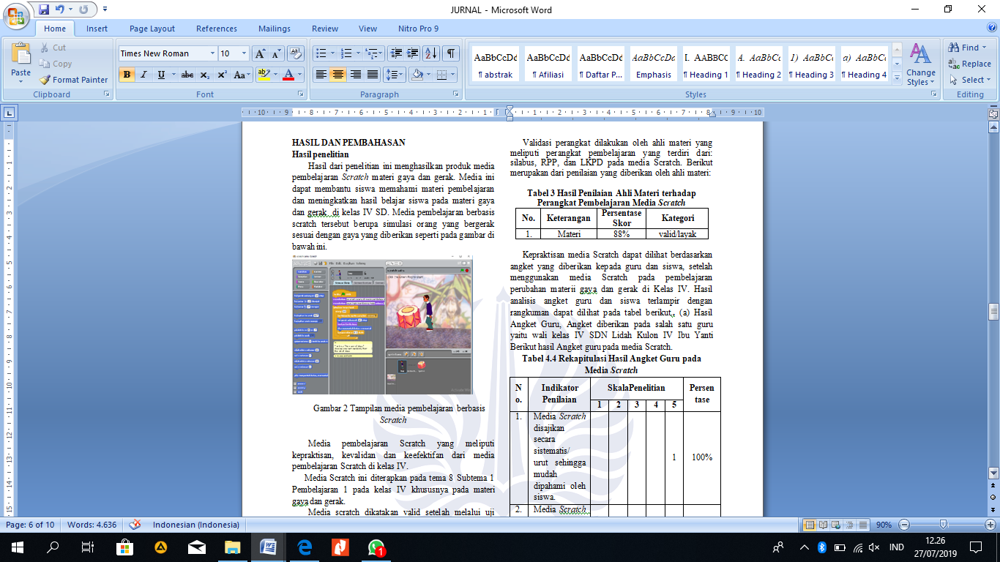 JURNAL - Microsoft Word
Home Insert Page Layout References Mailings Review View Nitro Pro 9
Paste
Cut
Copy
Format Painter
Clipboard
Times New Roman 10
Font
Paragraph
AaBbCcDd AaBbCcDd AaBbCcDd AaBbCcDd I. AABBCC A. AaBbCc 1) AaBbCc a) AaBbCc
¶ abstrak ¶ Afiliasi ¶ Daftar P... Emphasis ¶ Heading 1 ¶ Heading 2 ¶ Heading 3 ¶ Heading 4
Change
Styles
Styles
Find
Replace
Select
Editing
HASIL DAN PEMBAHASAN
Hasil penelitian
Hasil dari penelitian ini menghasilkan produk media
pembelajaran Scratch materi gaya dan gerak. Media ini
dapat membantu siswa memahami materi pembelajaran
dan meningkatkan hasil belajar siswa pada materi gaya
dan gerak di kelas IV SD. Media pembelajaran berbasis
scratch tersebut berupa simulasi orang yang bergerak
sesuai dengan gaya yang diberikan seperti pada gambar di
bawah ini.
Gambar 2 Tampilan media pembelajaran berbasis
Scratch
Media pembelajaran Scratch yang meliputi
kepraktisan, kevalidan dan keefektifan dari media
pembelajaran Scratch di kelas IV.
Media Scratch ini diterapkan pada tema 8 Subtema 1
Pembelajaran 1 pada kelas IV khususnya pada materi
gaya dan gerak.
Media scratch dikatakan valid setelah melalui uji
Validasi perangkat dilakukan oleh ahli materi yang
meliputi perangkat pembelajaran yang terdiri dari:
silabus, RPP, dan LKPD pada media Scratch. Berikut
merupakan dari penilaian yang diberikan oleh ahli materi:
Tabel 3 Hasil Penilaian Ahli Materi terhadap
Perangkat Pembelajaran Media Scratch
No. Keterangan Persentase Skor Kategori
1. Materi 88% valid/layak
Kepraktisan media Scratch dapat dilihat berdasarkan
angket yang diberikan kepada guru dan siswa, setelah
menggunakan media Scratch pada pembelajaran
perubahan materii gaya dan gerak di Kelas IV. Hasil
analisis angket guru dan siswa terlampir dengan
rangkuman dapat dilihat pada tabel berikut,, (a) Hasil
Angket Guru, Angket diberikan pada salah satu guru
yaitu wali kelas IV SDN Lidah Kulon IV Ibu Yanti
Berikut hasil Angket guru pada media Scratch.
Tabel 4.4 Rekapitulasi Hasil Angket Guru pada
Media Scratch
N
o.
Indikator
Penilaian
SkalaPenelitian
1 2 3 4 5
Persen
tase
1. Media Scratch
disajikan
secara
sistematis/
urut sehingga
mudah
dipahami oleh
siswa.
1 100%
2. Media Scratch
Page: 6 of 10 Words: 4.636 Indonesian (Indonesia) 90%
IND
12.26
27/07/2019